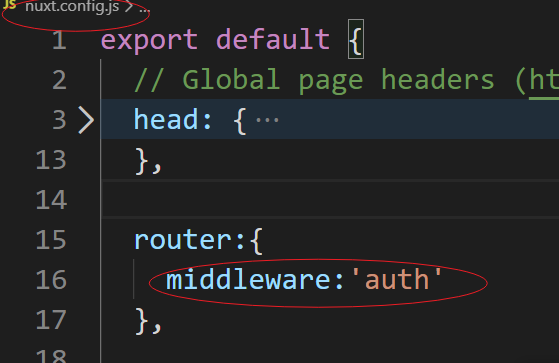 JS nuxt.config.js > ...
1 export default {
2 // Global page headers (ht
3 > head: { ...
13 },
14
15 router:{
16 middleware:'auth'
17 },
18